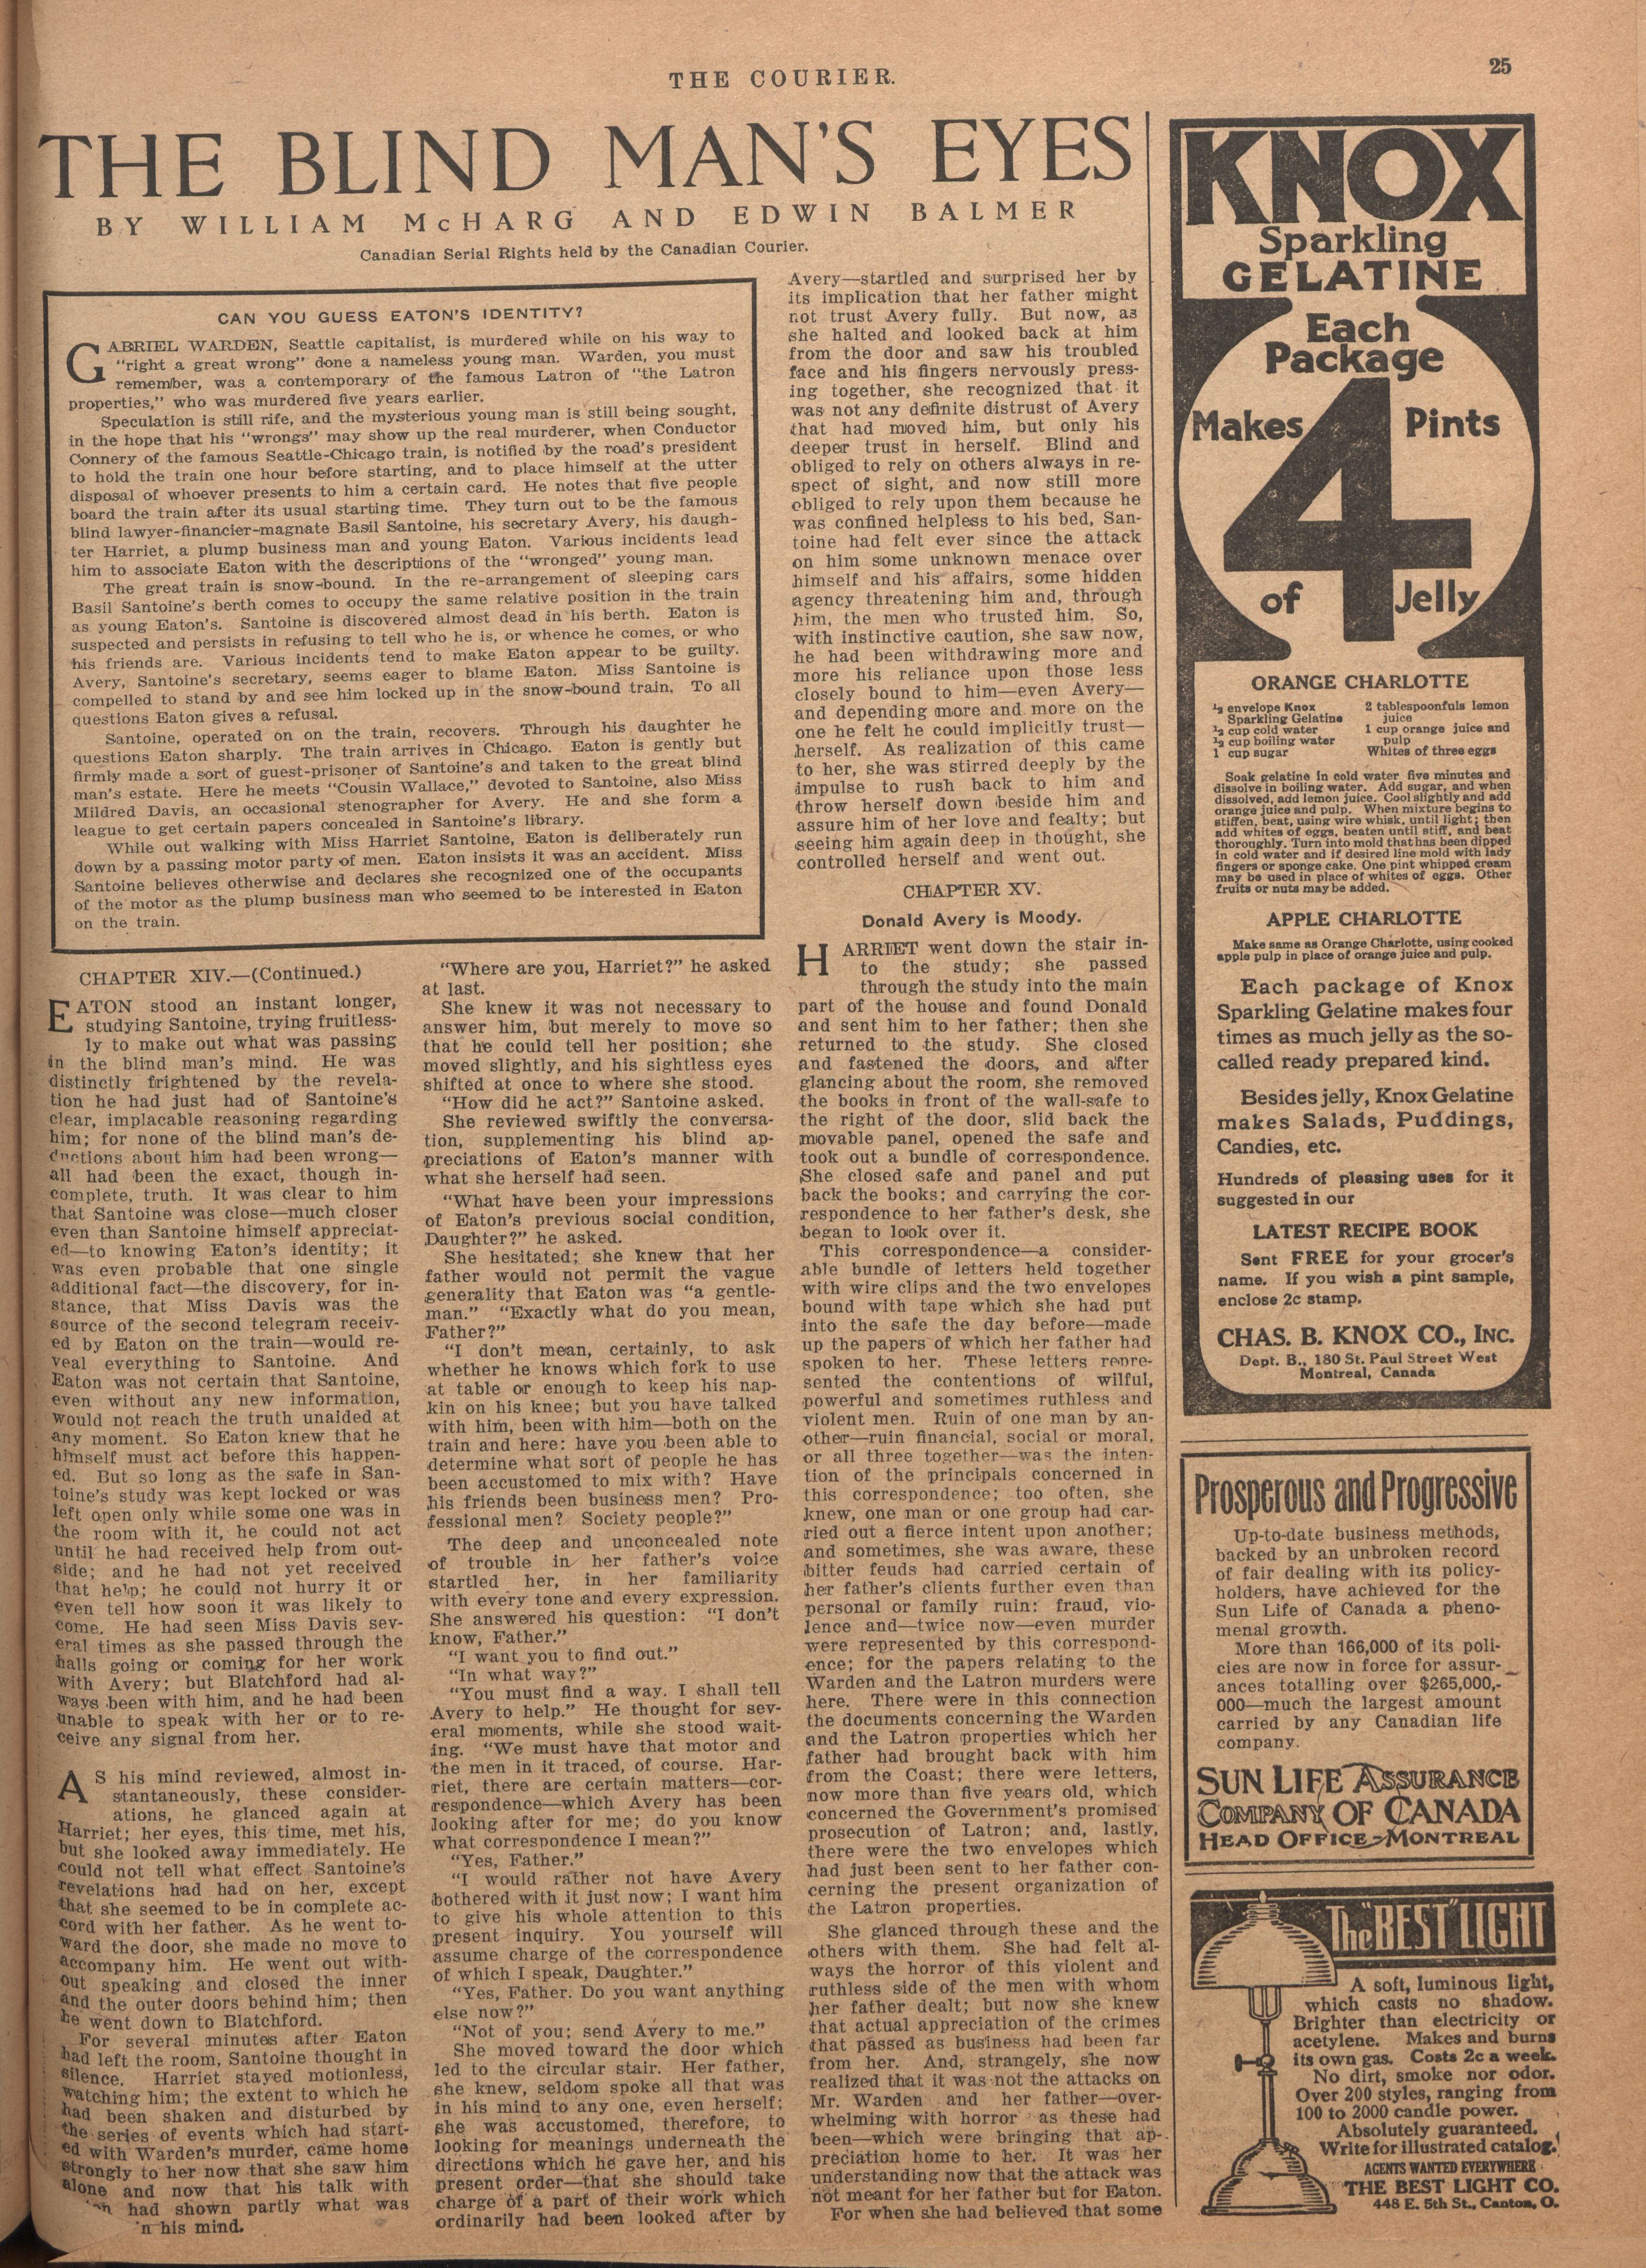 THE COURIER.
25
THE BLIND MAN'S EYES
BY WILLIAM McHARG AND EDWIN BALMER
Canadian Serial Rights held by the Canadian Courier.
CAN YOU GUESS EATON'S IDENTITY?
GABRIEL WARDEN, Seattle capitalist, is murdered while on his way to
"right a great wrong" done a nameless young man. Warden, you must
remember, was a contemporary of the famous Latron of "the Latron
properties," who was murdered five years earlier.
Speculation is still rife, and the mysterious young man is still being sought,
in the hope that his "wrongs" may show up the real murderer, when Conductor
Connery of the famous Seattle-Chicago train, is notified by the road's president
to hold the train one hour before starting, and to place himself at the utter
disposal of whoever presents to him a certain card. He notes that five people
board the train after its usual starting time. They turn out to be the famous
blind lawyer-financier-magnate Basil Santoine, his secretary Avery, his daugh-
ter Harriet, a plump business man and young Eaton. Various incidents lead
him to associate Eaton with the descriptions of the "wronged" young man.
The great train is snow-bound. In the re-arrangement of sleeping cars
Basil Santoine's berth comes to occupy the same relative position in the train
as young Eaton's. Santoine is discovered almost dead in his berth. Eaton is
suspected and persists in refusing to tell who he is, or whence he comes, or who
his friends are. Various incidents tend to make Eaton appear to be guilty.
Avery, Santoine's secretary, seems eager to blame Eaton. Miss Santoine is
compelled to stand by and see him locked up in the snow-bound train. To all
questions Eaton gives a refusal.
Santoine, operated on on the train, recovers. Through his daughter he
questions Eaton sharply. The train arrives in Chicago. Eaton is gently but
firmly made a sort of guest-prisoner of Santoine's and taken to the great blind
man's estate. Here he meets "Cousin Wallace," devoted to Santoine, also Miss
Mildred Davis, an occasional stenographer for Avery. He and she form a
league to get certain papers concealed in Santoine's library.
While out walking with Miss Harriet Santoine, Eaton is deliberately run
down by a passing motor party of men. Eaton insists it was an accident. Miss
Santoine believes otherwise and declares she recognized one of the occupants
of the motor as the plump business man who seemed to be interested in Eaton
on the train.
CHAPTER XIV.—(Continued.)
EATON stood an instant longer,
studying Santoine, trying fruitless-
ly to make out what was passing
in the blind man's mind. He was
distinctly frightened by the revela-
tion he had just had of Santoine's
clear, implacable reasoning regarding
him; for none of the blind man's de-
ductions about him had been wrong—
all had been the exact, though in-
complete, truth. It was clear to him
that Santoine was close—much closer
even than Santoine himself appreciat-
ed—to knowing Eaton's identity; it
was even probable that one single
additional fact—the discovery, for in-
stance, that Miss Davis was the
source of the second telegram receiv-
ed by Eaton on the train—would re-
veal everything to Santoine. And
Eaton was not certain that Santoine,
even without any new information,
would not reach the truth unaided at
any moment. So Eaton knew that he
himself must act before this happen-
ed. But so long as the safe in San-
toine's study was kept locked or was
left open only while some one was in
the room with it, he could not act
until he had received help from out-
side; and he had not yet received
that help; he could not hurry it or
even tell how soon it was likely to
come. He had seen Miss Davis sev-
eral times as she passed through the
halls going or coming for her work
with Avery; but Blatchford had al-
ways been with him, and he had been
unable to speak with her or to re-
ceive any signal from her.
AS his mind reviewed, almost in-
stantaneously, these consider-
ations, he glanced again at
Harriet; her eyes, this time, met his,
but she looked away immediately. He
could not tell what effect Santoine's
revelations had had on her, except
that she seemed to be in complete ac-
cord with her father. As he went to-
ward the door, she made no move to
accompany him. He went out with-
out speaking and closed the inner
and the outer doors behind him; then
he went down to Blatchford.
For several minutes after Eaton
had left the room, Santoine thought in
silence. Harriet stayed motionless,
watching him; the extent to which he
had been shaken and disturbed by
the series of events which had start-
ed with Warden's murder, came home
strongly to her now that she saw him
alone and now that his talk with
had shown partly what was
in his mind.
"Where are you, Harriet?" he asked
at last.
She knew it was not necessary to
answer him, but merely to move so
that he could tell her position; she
moved slightly, and his sightless eyes
shifted at once to where she stood.
"How did he act?" Santoine asked.
She reviewed swiftly the conversa-
tion, supplementing his blind ap-
preciations of Eaton's manner with
what she herself had seen.
"What have been your impressions
of Eaton's previous social condition,
Daughter?" he asked.
She hesitated; she knew that her
father would not permit the vague
generality that Eaton was "a gentle-
man." "Exactly what do you mean,
Father?"
"I don't mean, certainly, to ask
whether he knows which fork to use
at table or enough to keep his nap-
kin on his knee; but you have talked
with him, been with him—both on the
train and here: have you been able to
determine what sort of people he has
been accustomed to mix with? Have
his friends been business men? Pro-
fessional men? Society people?"
The deep and unconcealed note
of trouble in her father's voice
startled her, in her familiarity
with every tone and every expression.
She answered his question: "I don't
know, Father."
"I want you to find out."
"In what way?"
"You must find a way. I shall tell
Avery to help." He thought for sev-
eral moments, while she stood wait-
ing. "We must have that motor and
the men in it traced, of course. Har-
riet, there are certain matters—cor-
respondence—which Avery has been
looking after for me; do you know
what correspondence I mean?"
"Yes, Father."
"I would rather not have Avery
bothered with it just now; I want him
to give his whole attention to this
present inquiry. You yourself will
assume charge of the correspondence
of which I speak, Daughter."
"Yes, Father. Do you want anything
else now?"
"Not of you; send Avery to me."
She moved toward the door which
led to the circular stair. Her father,
she knew, seldom spoke all that was
in his mind to any one, even herself;
she was accustomed, therefore, to
looking for meanings underneath the
directions which he gave her, and his
present order—that she should take
charge of a part of their work which
ordinarily had been looked after by
Avery—startled and surprised her by
its implication that her father might
not trust Avery fully. But now, as
she halted and looked back at him
from the door and saw his troubled
face and his fingers nervously press-
ing together, she recognized that it
was not any definite distrust of Avery
that had moved him, but only his
deeper trust in herself. Blind and
obliged to rely on others always in re-
spect of sight, and now still more
obliged to rely upon them because he
was confined helpless to his bed, San-
toine had felt ever since the attack
on him some unknown menace over
himself and his affairs, some hidden
agency threatening him and, through
him, the men who trusted him. So,
with instinctive caution, she saw now,
he had been withdrawing more and
more his reliance upon those less
closely bound to him—even Avery—
and depending more and more on the
one he felt he could implicitly trust—
herself. As realization of this came
to her, she was stirred deeply by the
impulse to rush back to him and
throw herself down beside him and
assure him of her love and fealty; but
seeing him again deep in thought, she
controlled herself and went out.
CHAPTER XV.
Donald Avery is Moody.
HARRIET went down the stair in-
to the study; she passed
through the study into the main
part of the house and found Donald
and sent him to her father; then she
returned to the study. She closed
and fastened the doors, and after
glancing about the room, she removed
the books in front of the wall-safe to
the right of the door, slid back the
movable panel, opened the safe and
took out a bundle of correspondence.
She closed safe and panel and put
back the books; and carrying the cor-
respondence to her father's desk, she
began to look over it.
This correspondence—a consider-
able bundle of letters held together
with wire clips and the two envelopes
bound with tape which she had put
into the safe the day before—made
up the papers of which her father had
spoken to her. These letters repre-
sented the contentions of wilful,
powerful and sometimes ruthless and
violent men. Ruin of one man by an-
other—ruin financial, social or moral,
or all three together—was the inten-
tion of the principals concerned in
this correspondence; too often, she
knew, one man or one group had car-
ried out a fierce intent upon another;
and sometimes, she was aware, these
bitter feuds had carried certain of
her father's clients further even than
personal or family ruin: fraud, vio-
lence and—twice now—even murder
were represented by this correspond-
ence; for the papers relating to the
Warden and the Latron murders were
here. There were in this connection
the documents concerning the Warden
and the Latron properties which her
father had brought back with him
from the Coast; there were letters,
now more than five years old, which
concerned the Government's promised
prosecution of Latron; and, lastly,
there were the two envelopes which
had just been sent to her father con-
cerning the present organization of
the Latron properties.
She glanced through these and the
others with them. She had felt al-
ways the horror of this violent and
ruthless side of the men with whom
her father dealt; but now she knew
that actual appreciation of the crimes
that passed as business had been far
from her. And, strangely, she now
realized that it was not the attacks on
Mr. Warden and her father—over-
whelming with horror as these had
been—which were bringing that ap-
preciation home to her. It was her
understanding now that the attack was
not meant for her father but for Eaton.
For when she had believed that some
KNOX
Sparkling
GELATINE
Each
Package
Makes 4 Pints
of Jelly
ORANGE CHARLOTTE
½ envelope Knox
Sparkling Gelatine
½ cup cold water
½ cup boiling water
1 cup sugar
2 tablespoonfuls lemon
juice
1 cup orange juice and
pulp
Whites of three eggs
Soak gelatine in cold water five minutes and
dissolve in boiling water. Add sugar, and when
dissolved, add lemon juice. Cool slightly and add
orange juice and pulp. When mixture begins to
stiffen, beat, using wire whisk, until light; then
add whites of eggs, beaten until stiff, and beat
thoroughly. Turn into mold that has been dipped
in cold water and if desired line mold with lady
fingers or sponge cake. One pint whipped cream
may be used in place of whites of eggs. Other
fruits or nuts may be added.
APPLE CHARLOTTE
Make same as Orange Charlotte, using cooked
apple pulp in place of orange juice and pulp.
Each package of Knox
Sparkling Gelatine makes four
times as much jelly as the so-
called ready prepared kind.
Besides jelly, Knox Gelatine
makes Salads, Puddings,
Candies, etc.
Hundreds of pleasing uses for it
suggested in our
LATEST RECIPE BOOK
Sent FREE for your grocer's
name. If you wish a pint sample,
enclose 2c stamp.
CHAS. B. KNOX CO., INC.
Dept. B., 180 St. Paul Street West
Montreal, Canada
Prosperous and Progressive
Up-to-date business methods,
backed by an unbroken record
of fair dealing with its policy-
holders, have achieved for the
Sun Life of Canada a pheno-
menal growth.
More than 166,000 of its poli-
cies are now in force for assur-
ances totalling over $265,000,-
000—much the largest amount
carried by any Canadian life
company.
SUN LIFE ASSURANCE
COMPANY OF CANADA
HEAD OFFICE-MONTREAL
The "BEST" LIGHT
A soft, luminous light,
which casts no shadow.
Brighter than electricity or
acetylene. Makes and burns
its own gas. Costs 2c a week.
No dirt, smoke nor odor.
Over 200 styles, ranging from
100 to 2000 candle power.
Absolutely guaranteed.
Write for illustrated catalog.
AGENTS WANTED EVERYWHERE
THE BEST LIGHT CO.
448 E. 5th St., Canton, O.